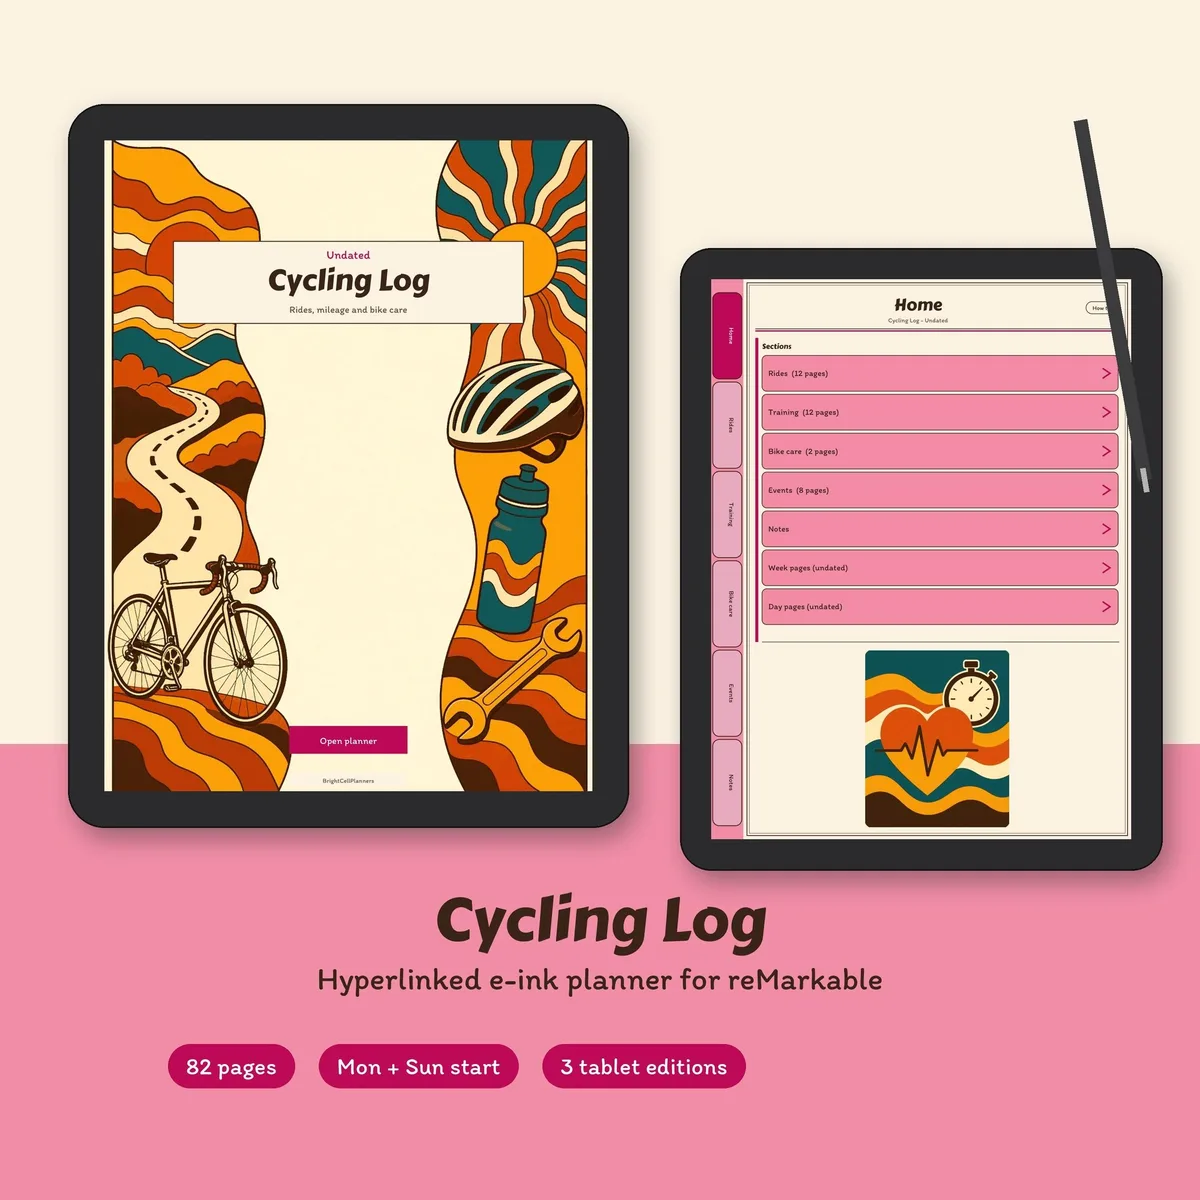 Undated
Cycling Log
Rides, mileage and bike care
Open planner
BrightCellPlanners
Home
Cycling Log - Undated
How
Home
Rides
Training
Bike care
Events
Notes
Sections
Rides (12 pages)
Training (12 pages)
Bike care (2 pages)
Events (8 pages)
Notes
Week pages (undated)
Day pages (undated)
Cycling Log
Hyperlinked e-ink planner for reMarkable
82 pages
Mon + Sun start
3 tablet editions